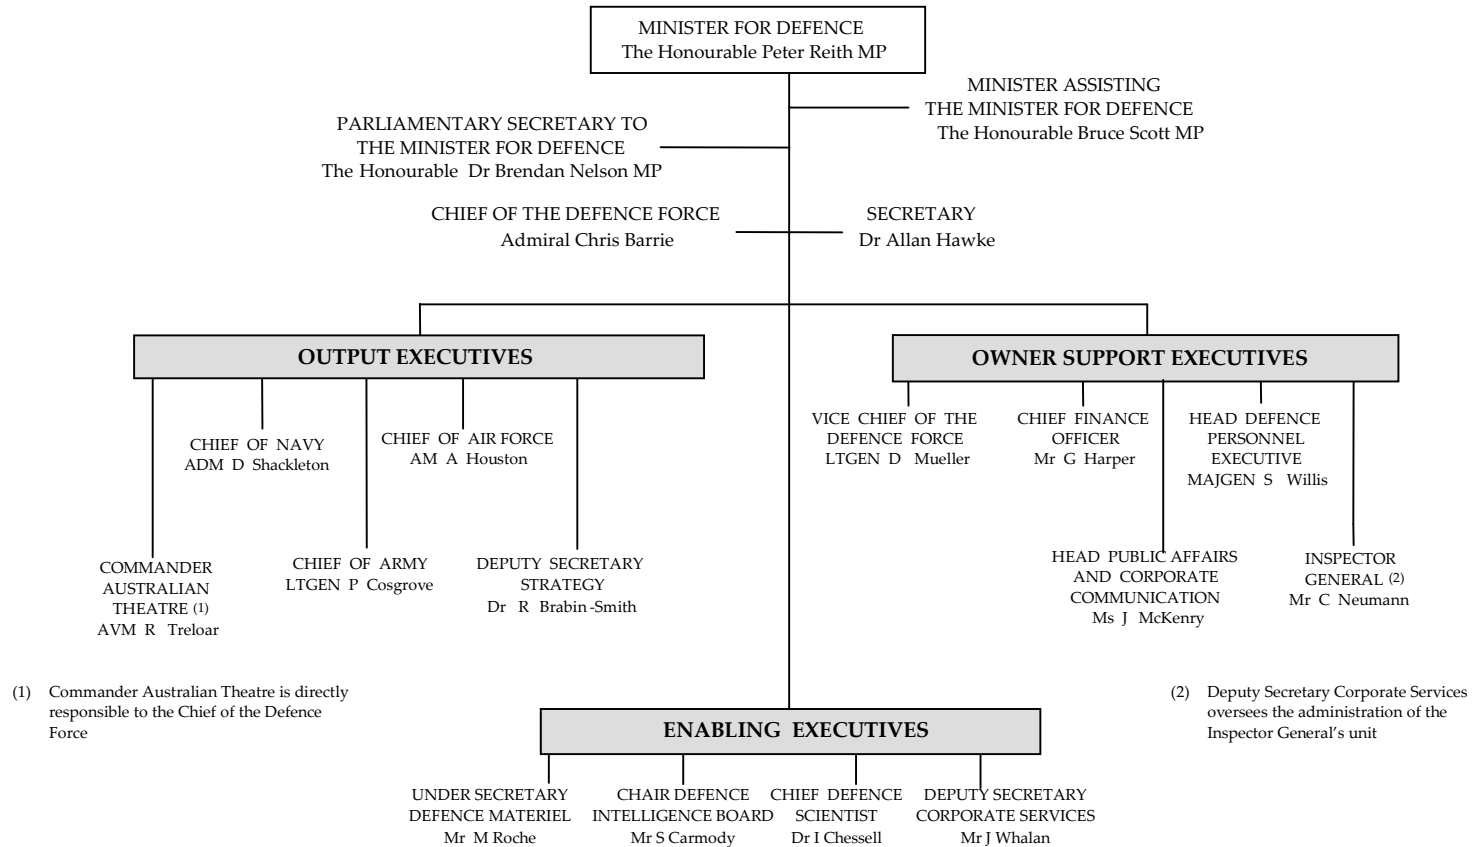 MINISTER FOR DEFENCE
The Honourable Peter Reith MP
MINISTER ASSISTING
THE MINISTER FOR DEFENCE
The Honourable Bruce Scott MP
PARLIAMENTARY SECRETARY TO
THE MINISTER FOR DEFENCE
The Honourable Dr Brendan Nelson MP
CHIEF OF THE DEFENCE FORCE
Admiral Chris Barrie
SECRETARY
Dr Allan Hawke
OUTPUT EXECUTIVES
CHIEF OF NAVY
ADM D Shackleton
CHIEF OF AIR FORCE
AM A Houston
COMMANDER
AUSTRALIAN
THEATRE (1)
AVM R Treloar
CHIEF OF ARMY
LTGEN P Cosgrove
DEPUTY SECRETARY
STRATEGY
Dr R Brabin-Smith
OWNER SUPPORT EXECUTIVES
VICE CHIEF OF THE
DEFENCE FORCE
LTGEN D Mueller
CHIEF FINANCE
OFFICER
Mr G Harper
HEAD DEFENCE
PERSONNEL
EXECUTIVE
MAJGEN S Willis
HEAD PUBLIC AFFAIRS
AND CORPORATE
COMMUNICATION
Ms J McKenry
INSPECTOR
GENERAL (2)
Mr C Neumann
(1) Commander Australian Theatre is directly
responsible to the Chief of the Defence
Force
(2) Deputy Secretary Corporate Services
oversees the administration of the
Inspector General's unit
ENABLING EXECUTIVES
UNDER SECRETARY
DEFENCE MATERIEL
Mr M Roche
CHAIR DEFENCE
INTELLIGENCE BOARD
Mr S Carmody
CHIEF DEFENCE
SCIENTIST
Dr I Chessell
DEPUTY SECRETARY
CORPORATE SERVICES
Mr J Whalan